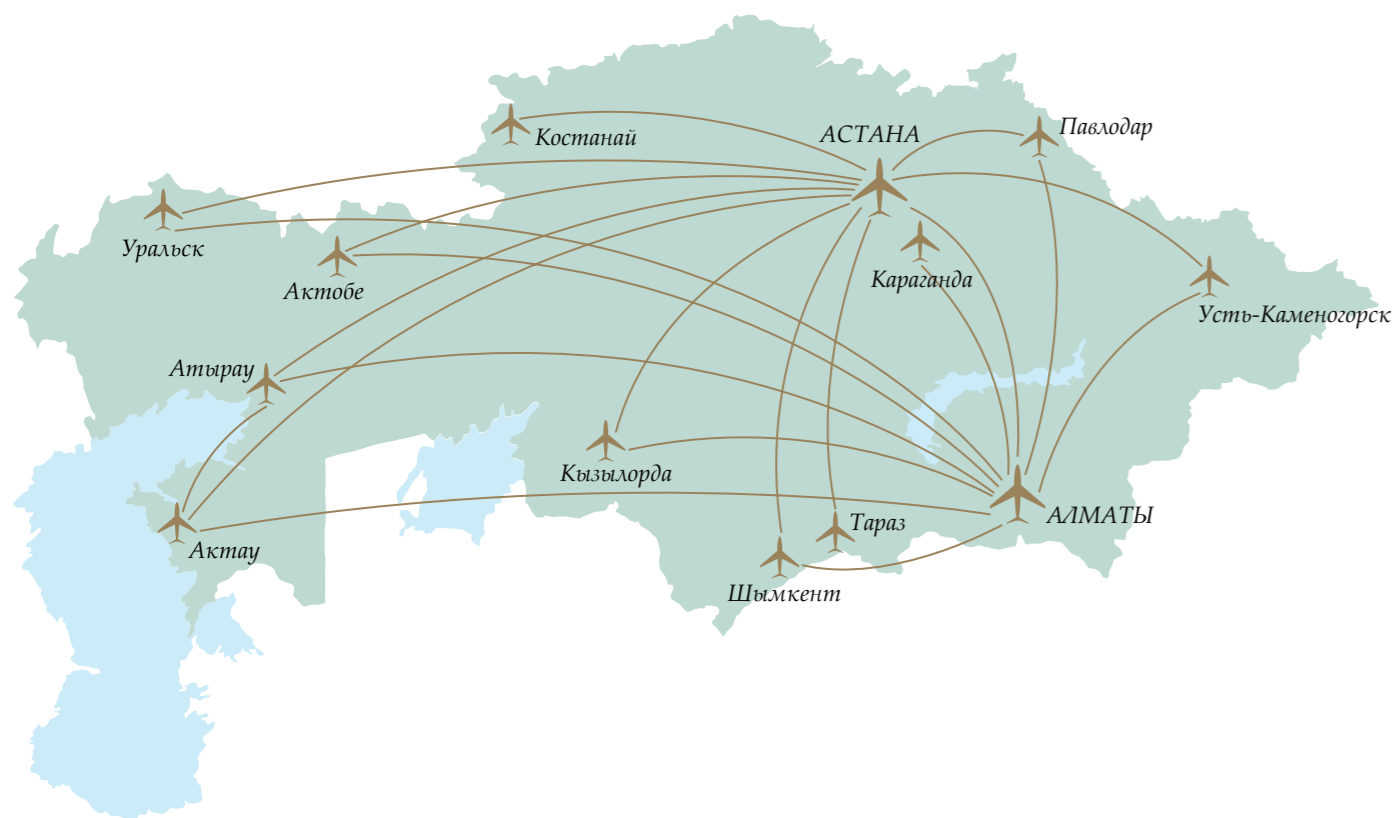 Павлодар
АСТАНА
Костанай
Уральск
Караганда
Актобе
Усть-Каменогорск
Атырау
Кызылорда
АЛМАТЫ
Тараз
Актау
Шымкент